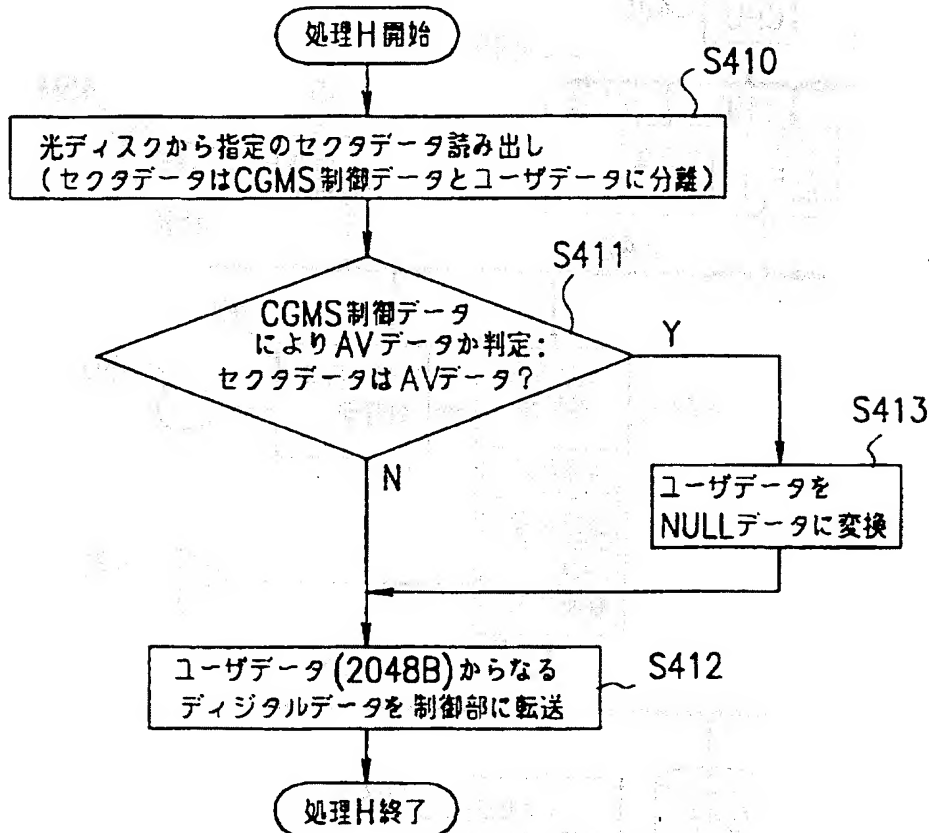 処理H開始
S410
光ディスクから指定のセクタデータ読み出し
(セクタデータはCGMS制御データとユーザデータに分離)
S411
CGMS制御データ
によりAVデータか判定:
セクタデータはAVデータ?
Y
S413
N
ユーザデータを
NULLデータに変換
ユーザデータ(2048B)からなる
ディジタルデータを制御部に転送
S412
処理H終了